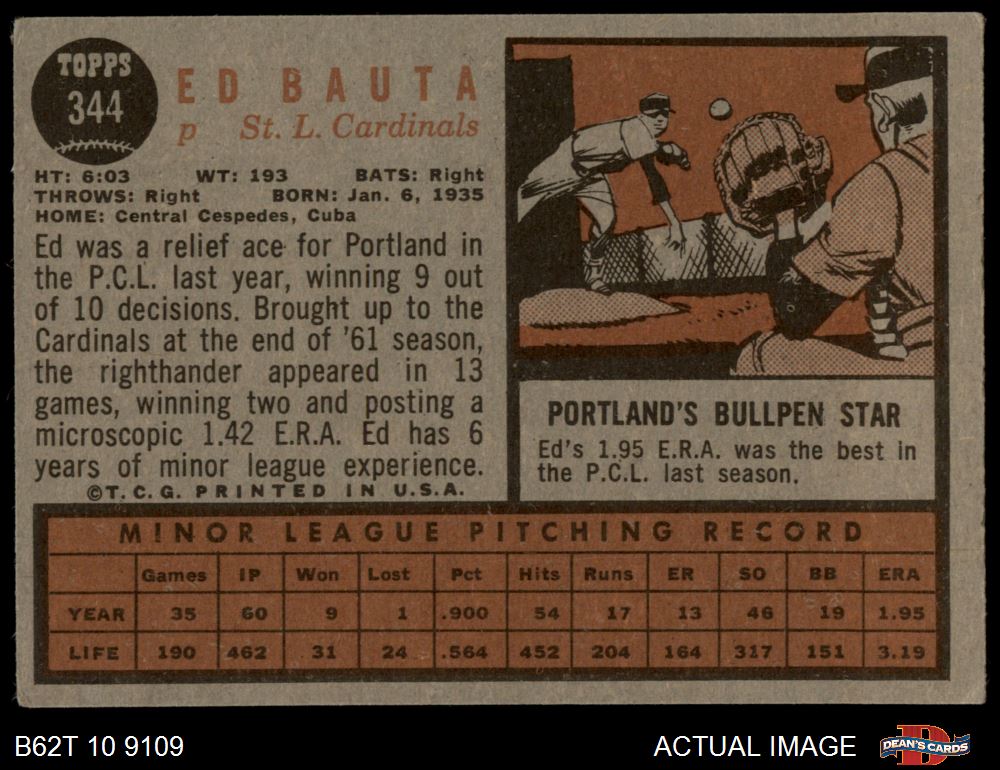 TOPPS
344
ED BAUTA
p St. L. Cardinals
HT: 6:03 WT: 193 BATS: Right
THROWS: Right BORN: Jan. 6, 1935
HOME: Central Cespedes, Cuba
Ed was a relief ace for Portland in
the P.C.L. last year, winning 9 out
of 10 decisions. Brought up to the
Cardinals at the end of '61 season,
the righthander appeared in 13
games, winning two and posting a
microscopic 1.42 E.R.A. Ed has 6
years of minor league experience.
©T.C.G. PRINTED IN U.S.A.
PORTLAND'S BULLPEN STAR
Ed's 1.95 E.R.A. was the best in
the P.C.L. last season.
MINOR LEAGUE PITCHING RECORD
Games IP Won Lost Pct Hits Runs ER SO BB ERA
YEAR 35 60 9 1 .900 54 17 13 46 19 1.95
LIFE 190 462 31 24 .564 452 204 164 317 151 3.19
B62T 10 9109 ACTUAL IMAGE
DEAN'S CARDS